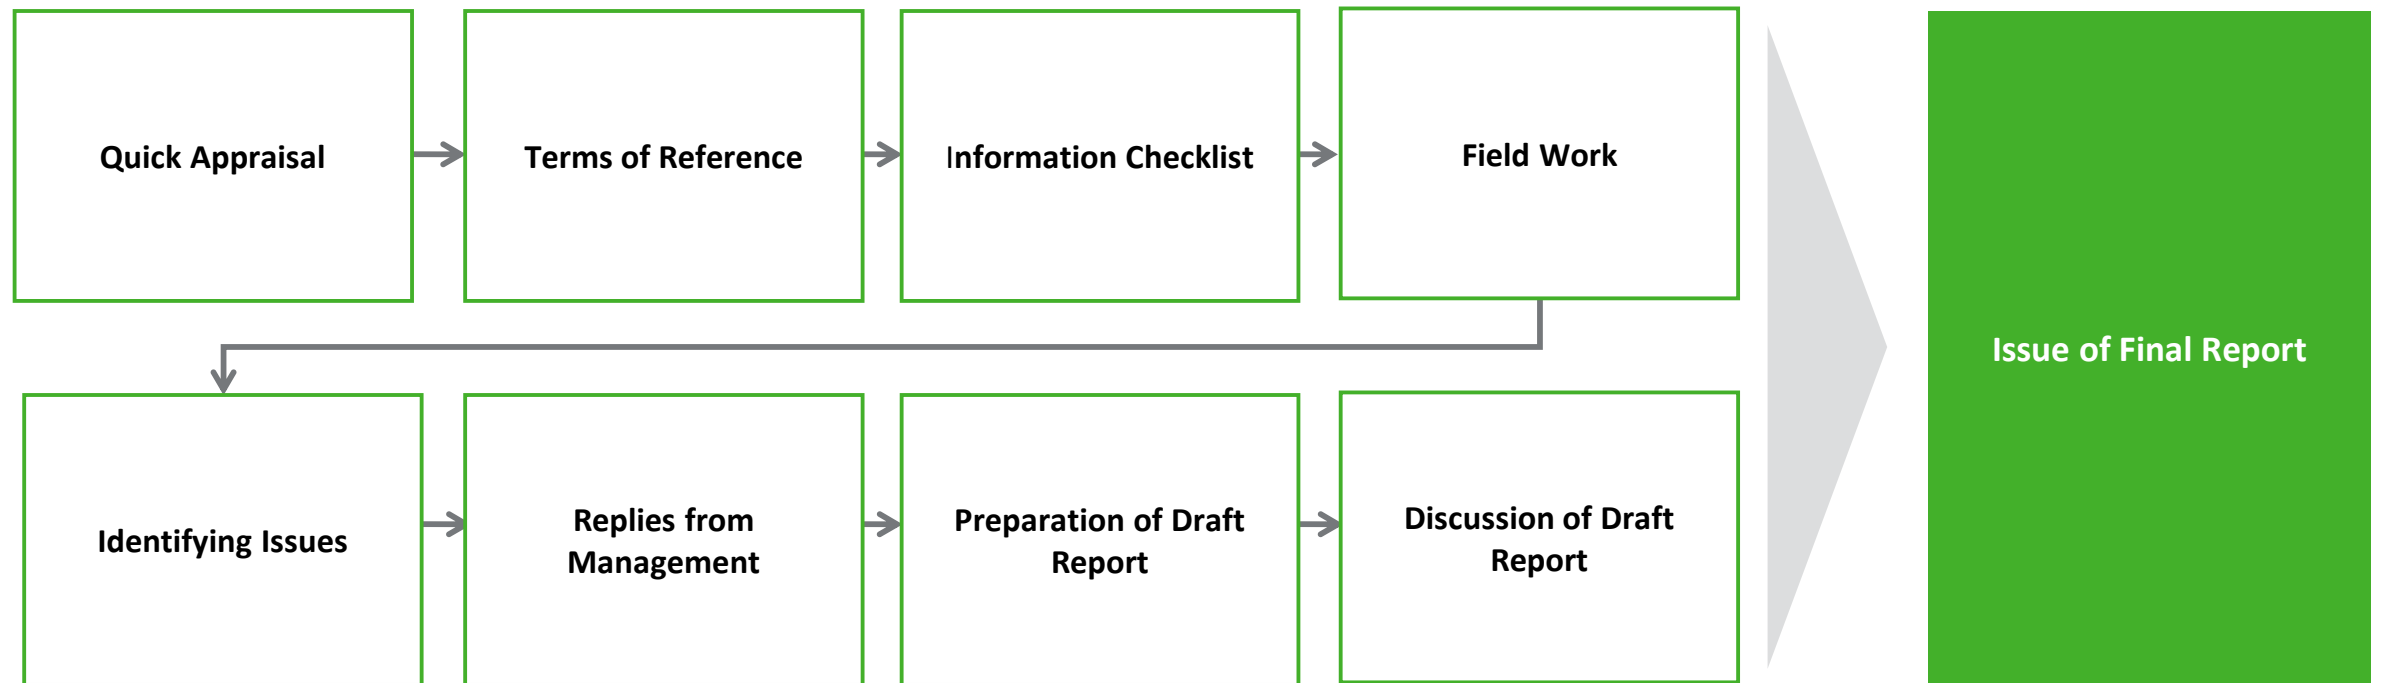 Quick Appraisal
Terms of Reference
Information Checklist
Field Work
Identifying Issues
Replies from
Management
Preparation of Draft
Report
Discussion of Draft
Report
Issue of Final Report